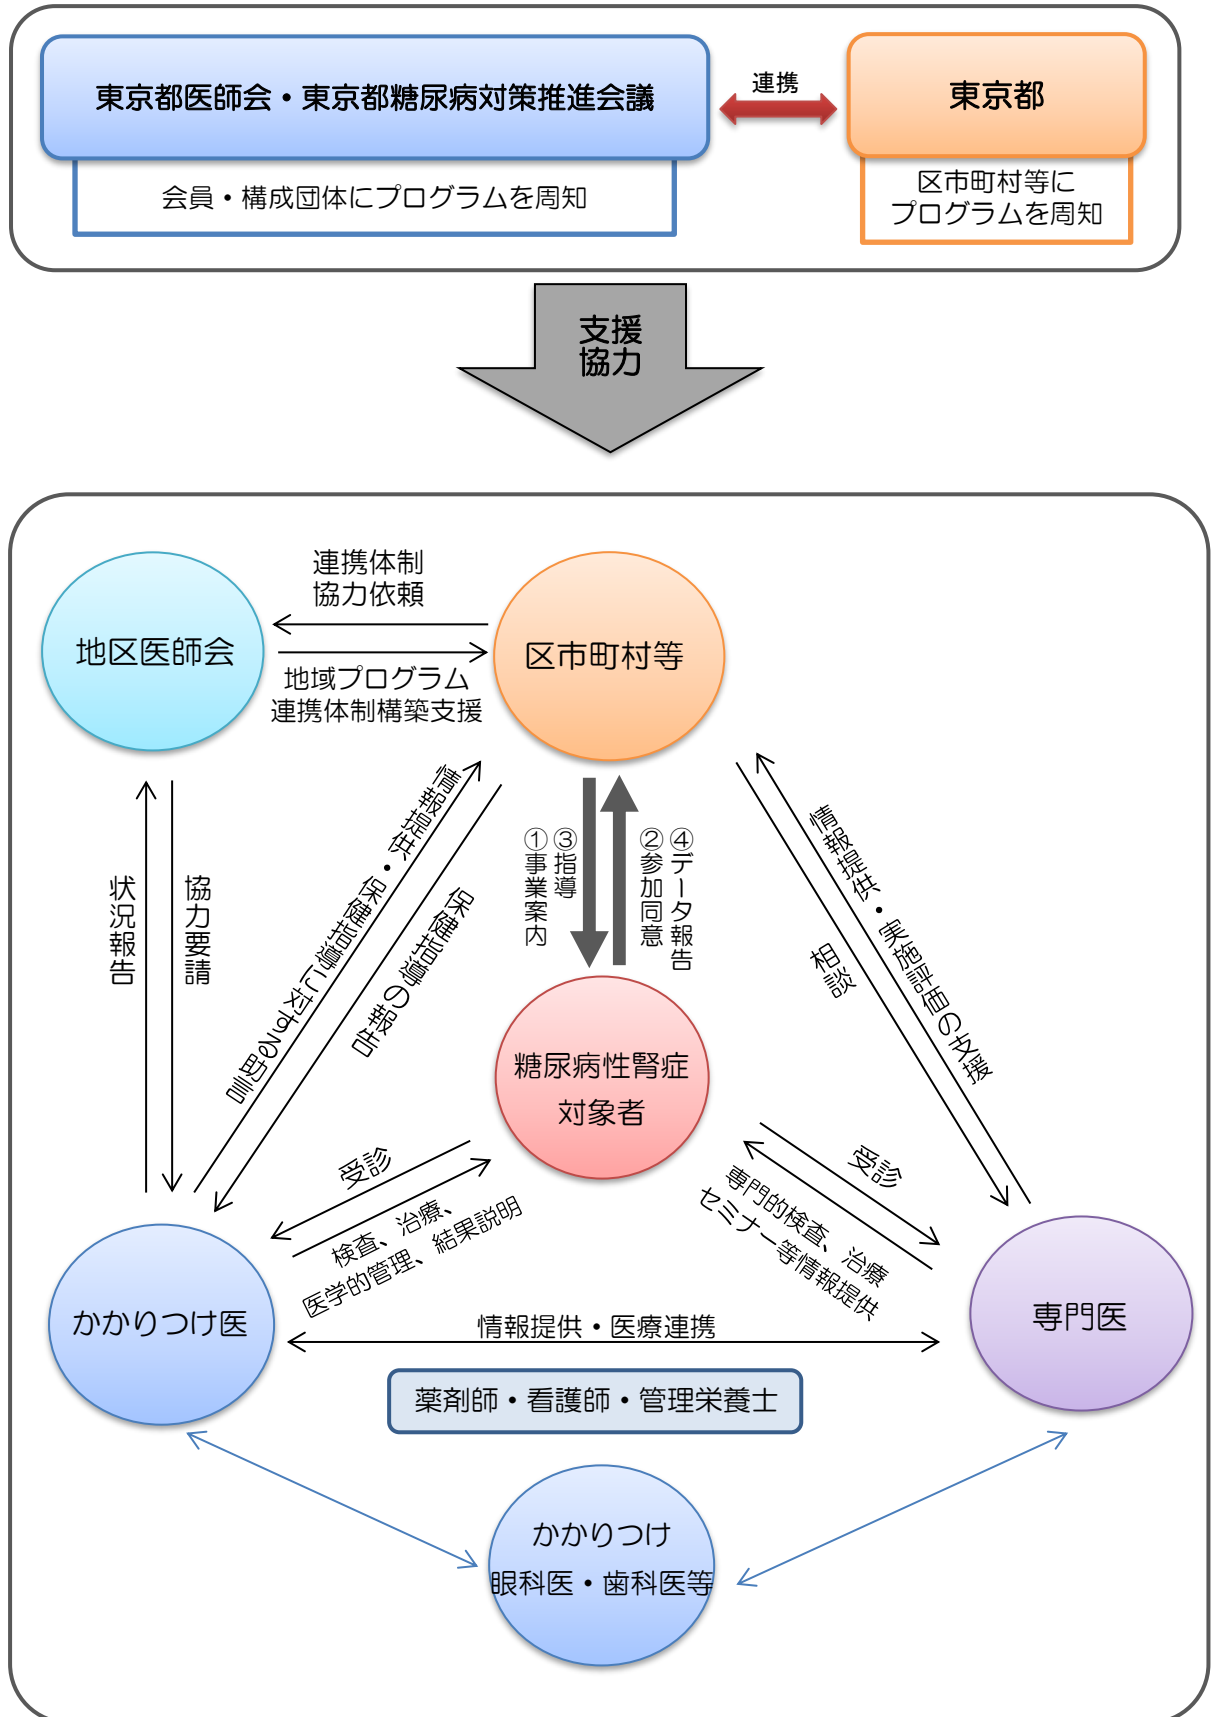 東京都医師会・東京都糖尿病対策推進会議
連携
東京都
会員・構成団体にプログラムを周知
区市町村等に
プログラムを周知
支援
協力
連携体制
協力依頼
地区医師会
区市町村等
地域プログラム
連携体制構築支援
状況報告
協力要請
情報提供・保健指導に対する助言
保健指導の報告
①事業案内
③指導
②参加同意
④データ報告
相談
情報提供・実施評価の支援
糖尿病性腎症
対象者
受診
検査、治療、
医学的管理、結果説明
受診
専門的検査、治療
セミナー等情報提供
かかりつけ医
専門医
情報提供・医療連携
薬剤師・看護師・管理栄養士
かかりつけ
眼科医・歯科医等